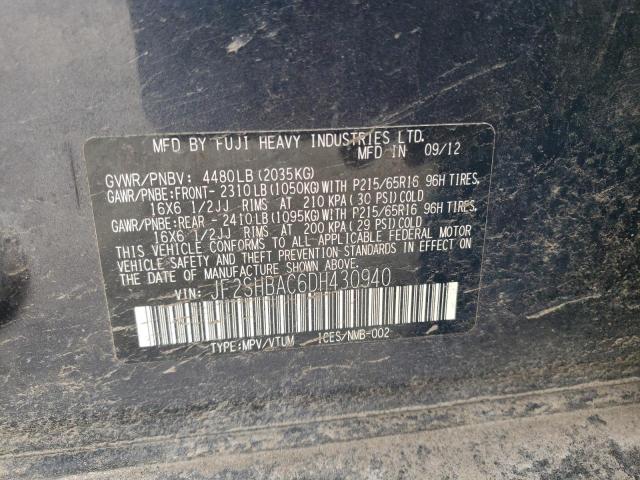 MFD BY FUJI HEAVY INDUSTRIES LTD.
MFD IN 09/12
GVWR/PNBV: 4480LB (2035KG)
GAWR/PNBE:FRONT- 2310LB(1050KG)WITH P215/65R16 96H TIRES,
16X6 1/2JJ RIMS AT 210 KPA (30 PSI)COLD
GAWR/PNBE:REAR - 2410LB(1095KG)WITH P215/65R16 96H TIRES,
16X6 1/2JJ RIMS AT 200 KPA (29 PSI)COLD
THIS VEHICLE CONFORMS TO ALL APPLICABLE FEDERAL MOTOR
VEHICLE SAFETY AND THEFT PREVENTION STANDARDS IN EFFECT
ON THE DATE OF MANUFACTURE SHOWN ABOVE.
VIN: JF2SHBAC6DH430940
TYPE:MPV/VTUM ICES/NMB-002